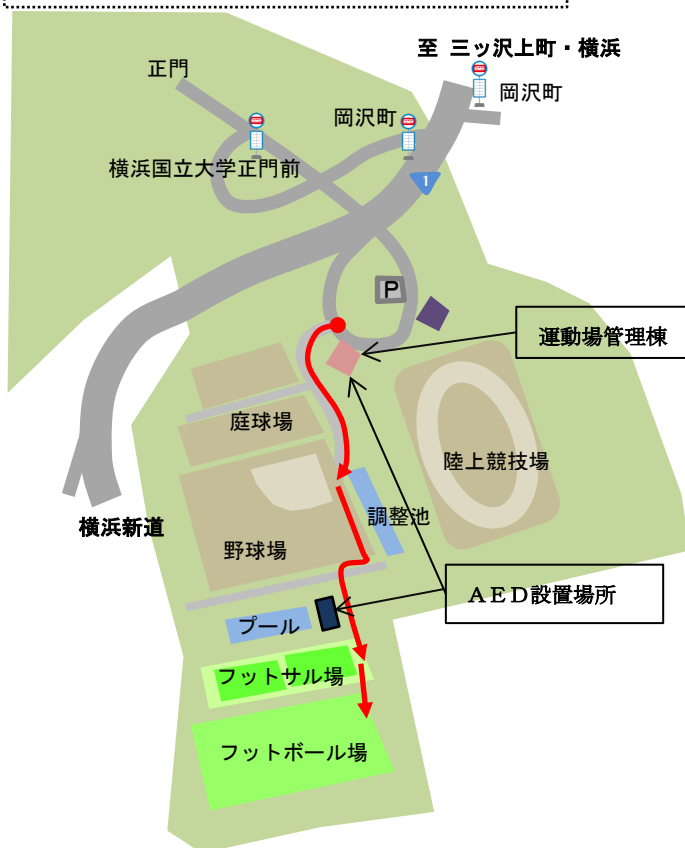 至 三ッ沢上町・横浜
正門
岡沢町
岡沢町
横浜国立大学正門前
1
P
運動場管理棟
庭球場
陸上競技場
調整池
横浜新道
野球場
AED設置場所
プール
フットサル場
フットボール場